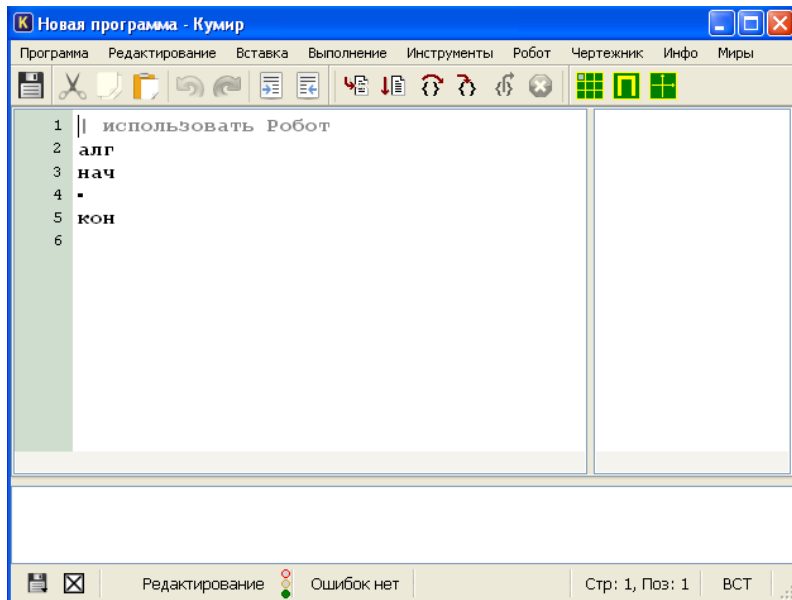 Новая программа - Кумир
Программа Редактирование Вставка Выполнение Инструменты Робот Чертежник Инфо Миры
1 | использовать Робот
2 алг
3 нач
4
5 кон
6
Редактирование Ошибок нет Стр: 1, Поз: 1 ВСТ